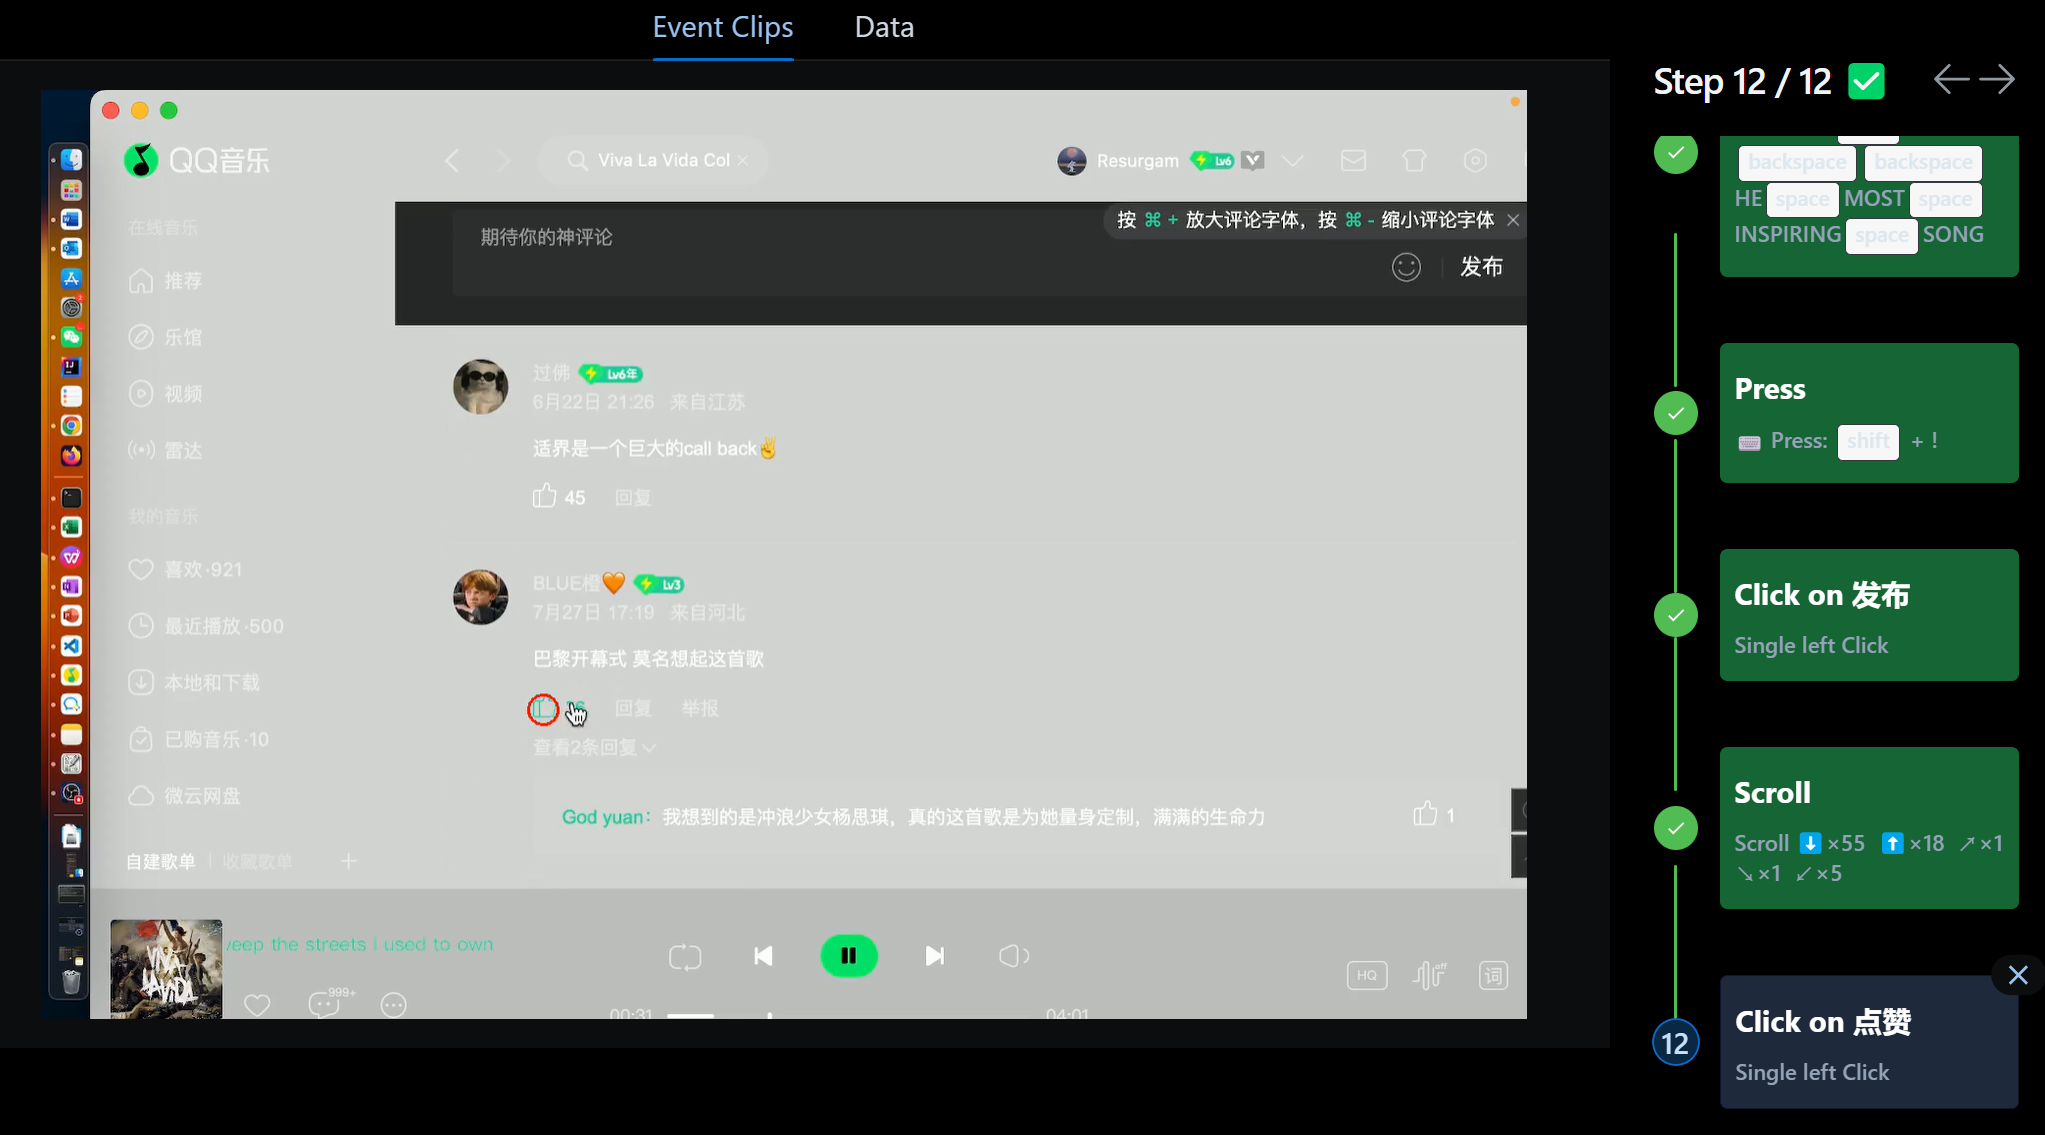 Event Clips
Data
Step 12 / 12
QQ音乐
Viva La Vida Col
Resurgam
Lv6
在线音乐
推荐
乐馆
视频
雷达
我的音乐
喜欢·921
最近播放·500
本地和下载
已购音乐·10
微云网盘
自建歌单
收藏歌单
期待你的神评论
按 ⌘ + 放大评论字体，按 ⌘ - 缩小评论字体
发布
过佛
Lv6年
6月22日 21:26 来自江苏
适界是一个巨大的call back✌
45 回复
BLUE橙🧡
Lv3
7月27日 17:19 来自河北
巴黎开幕式 莫名想起这首歌
回复 举报
查看2条回复
God yuan：我想到的是冲浪少女杨思琪，真的这首歌是为她量身定制，满满的生命力
1
eep the streets i used to own
999+
HQ
off
词
00:31
04:01
backspace backspace
HE space MOST space
INSPIRING space SONG
Press
Press: shift + !
Click on 发布
Single left Click
Scroll
Scroll ⬇ ×55 ⬆ ×18 ↗ ×1
↘ ×1 ↙ ×5
12
Click on 点赞
Single left Click